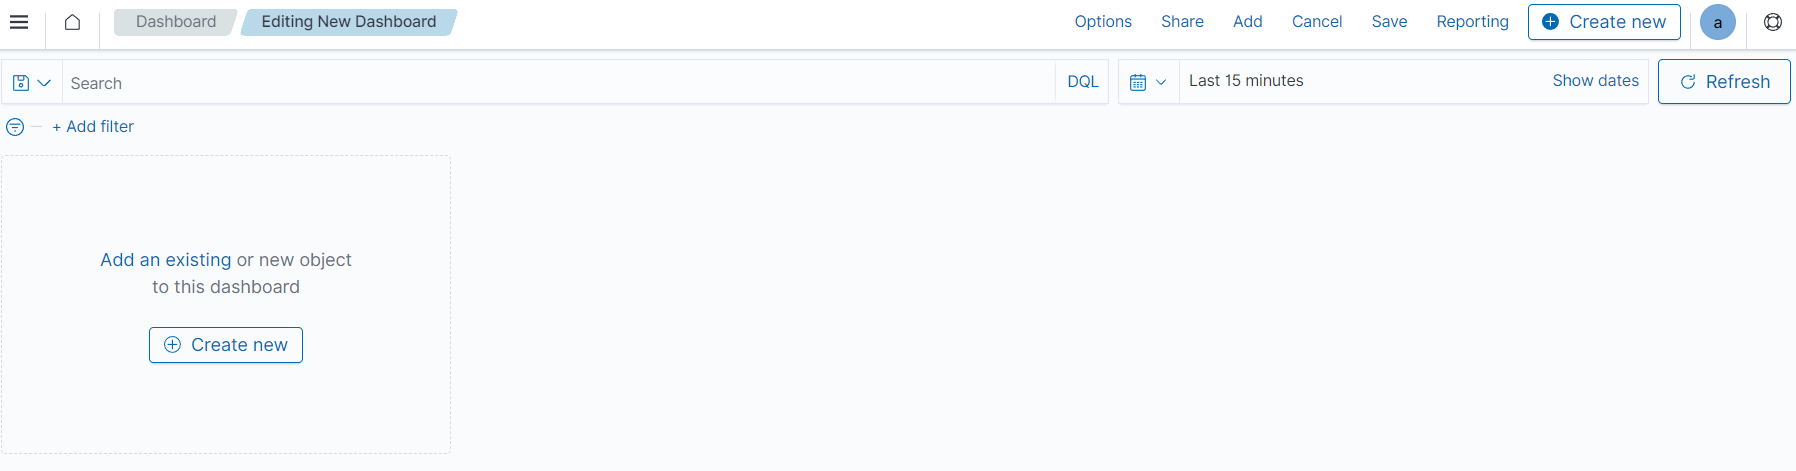 Dashboard Editing New Dashboard Options Share Add Cancel Save Reporting Create new a
Search DQL Last 15 minutes Show dates Refresh
+ Add filter
Add an existing or new object
to this dashboard
Create new